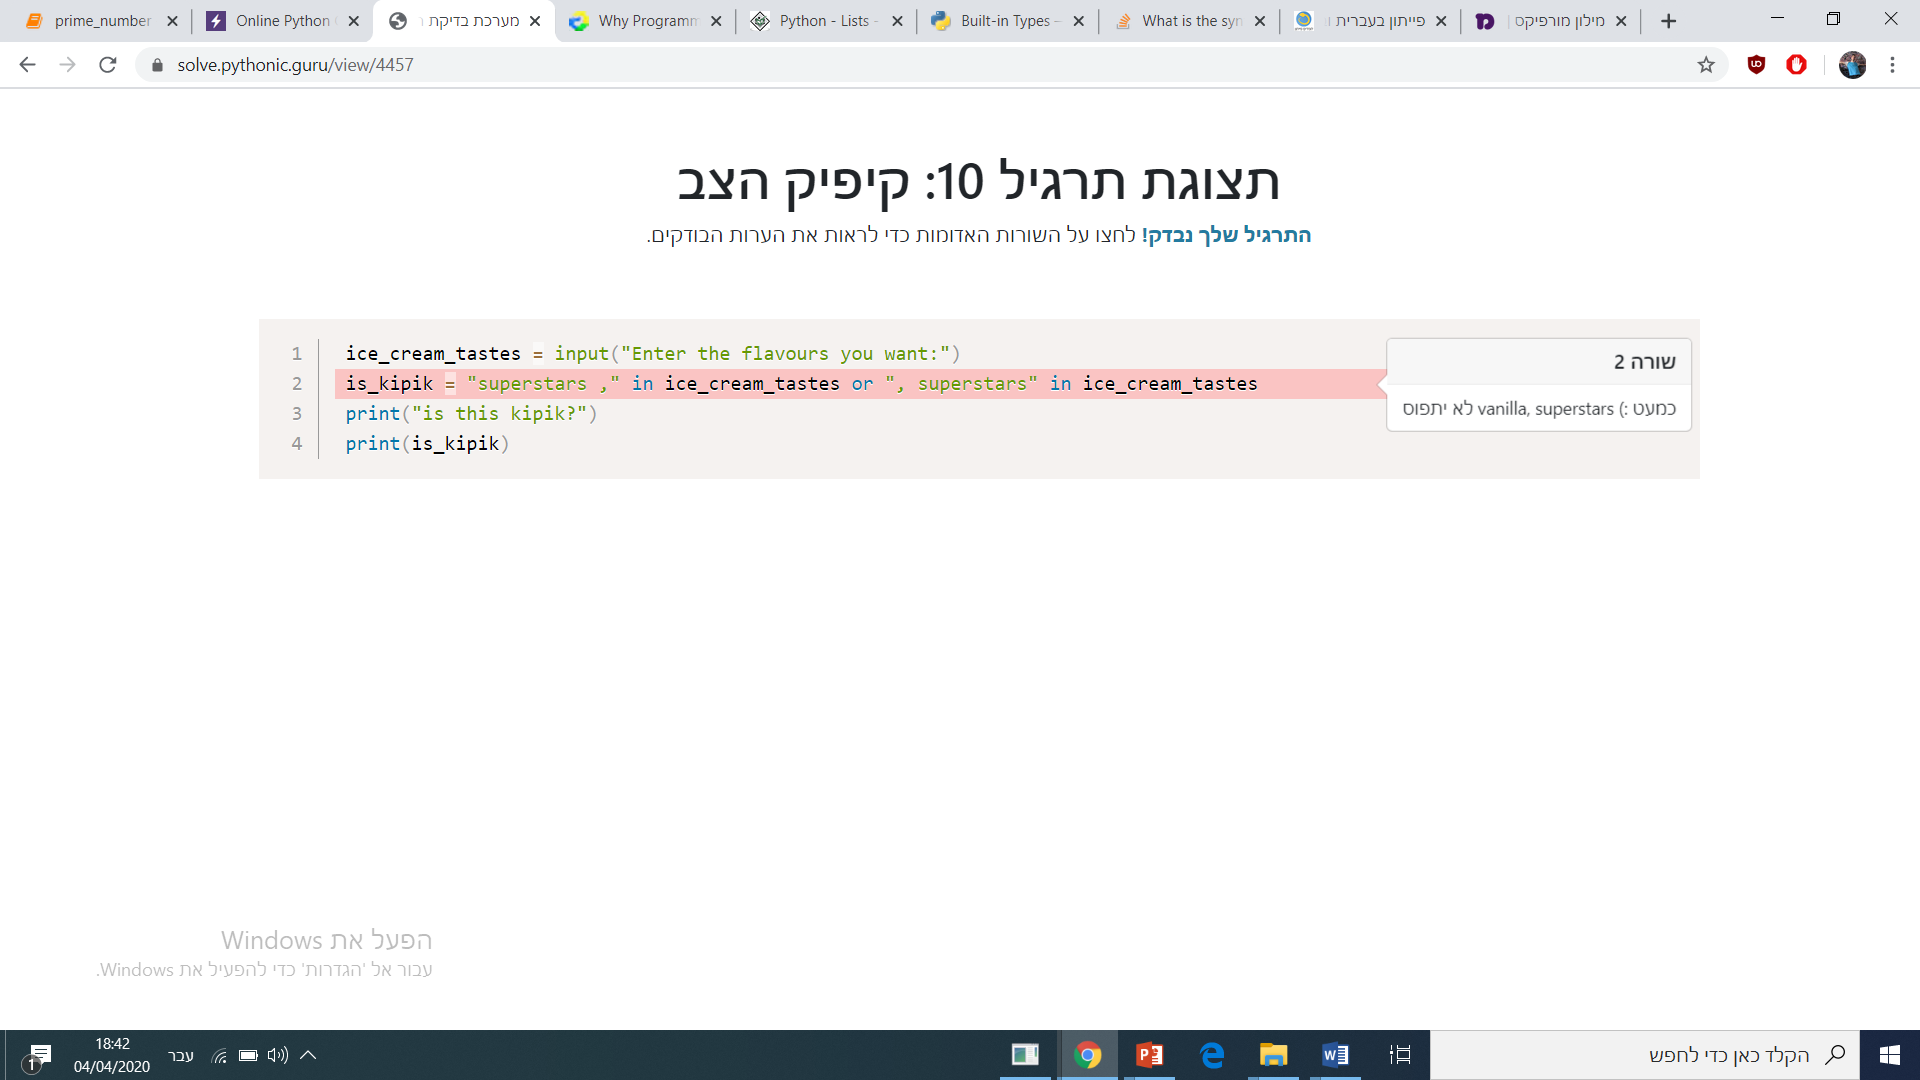 prime_number
Online Python
מערכת בדיקת
Why Programm
Python - Lists -
Built-in Types –
What is the syn
פייתון בעברית
מילון מורפיקס |
solve.pythonic.guru/view/4457
תצוגת תרגיל 10: קיפיק הצב
התרגיל שלך נבדק! לחצו על השורות האדומות כדי לראות את הערות הבודקים.
1 ice_cream_tastes = input("Enter the flavours you want:")
2 is_kipik = "superstars ," in ice_cream_tastes or ", superstars" in ice_cream_tastes
3 print("is this kipik?")
4 print(is_kipik)
שורה 2
כמעט :) vanilla, superstars לא יתפוס
הפעל את Windows
עבור אל 'הגדרות' כדי להפעיל את Windows.
1
18:42
04/04/2020
עבר
הקלד כאן כדי לחפש